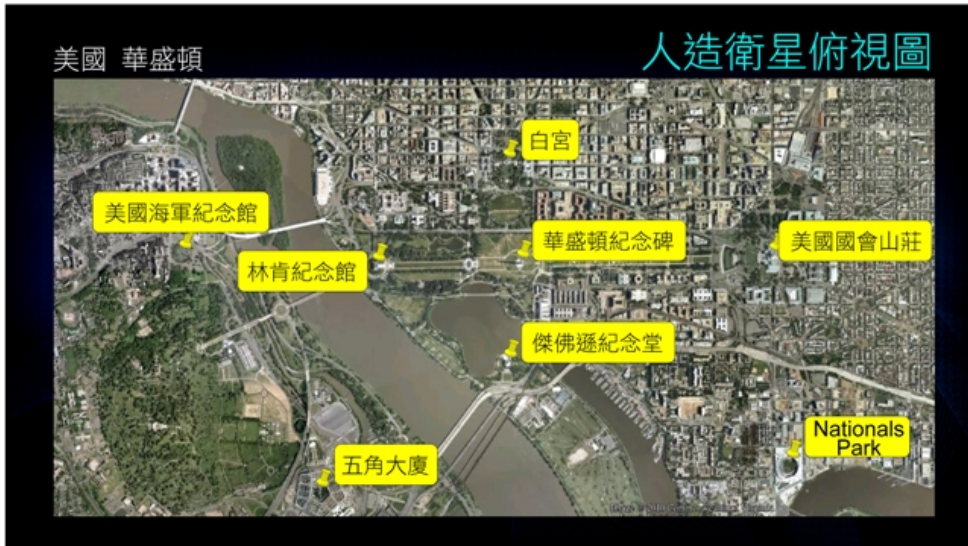 美國 華盛頓
人造衛星俯視圖
白宮
美國海軍紀念館
華盛頓紀念碑
美國國會山莊
林肯紀念館
傑佛遜紀念堂
Nationals
Park
五角大廈